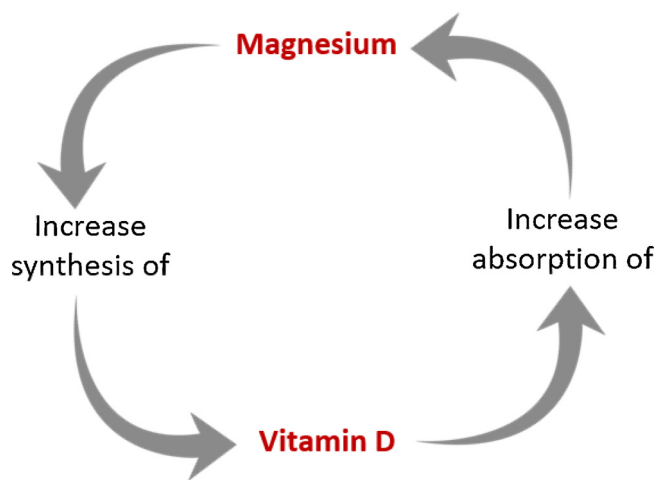 Magnesium
Increase
synthesis of
Vitamin D
Increase
absorption of